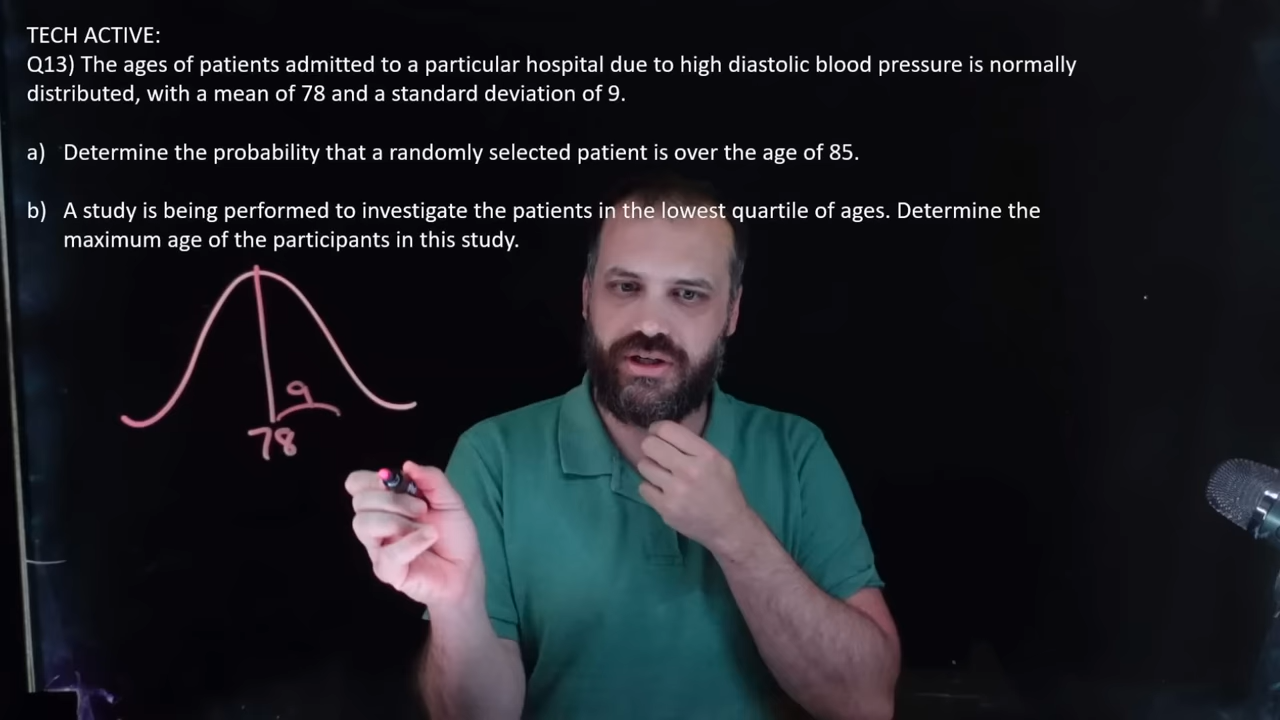 TECH ACTIVE:
Q13) The ages of patients admitted to a particular hospital due to high diastolic blood pressure is normally
distributed, with a mean of 78 and a standard deviation of 9.
a) Determine the probability that a randomly selected patient is over the age of 85.
b) A study is being performed to investigate the patients in the lowest quartile of ages. Determine the
maximum age of the participants in this study.
9
78